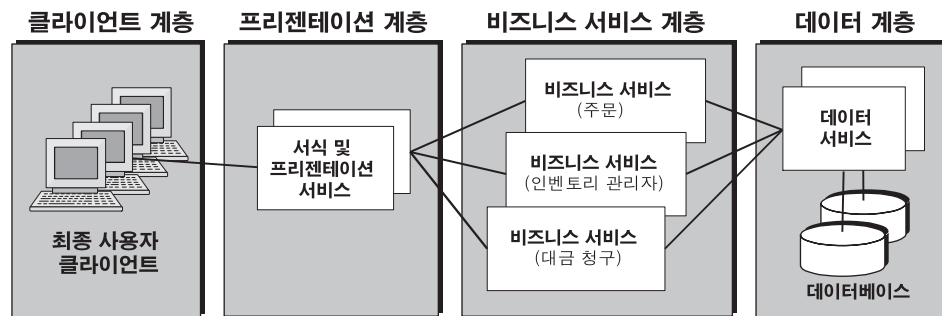 클라이언트 계층
프리젠테이션 계층
비즈니스 서비스 계층
데이터 계층
최종 사용자
클라이언트
서식 및
프리젠테이션
서비스
비즈니스 서비스
(주문)
비즈니스 서비스
(인벤토리 관리자)
비즈니스 서비스
(대금 청구)
데이터
서비스
데이터베이스